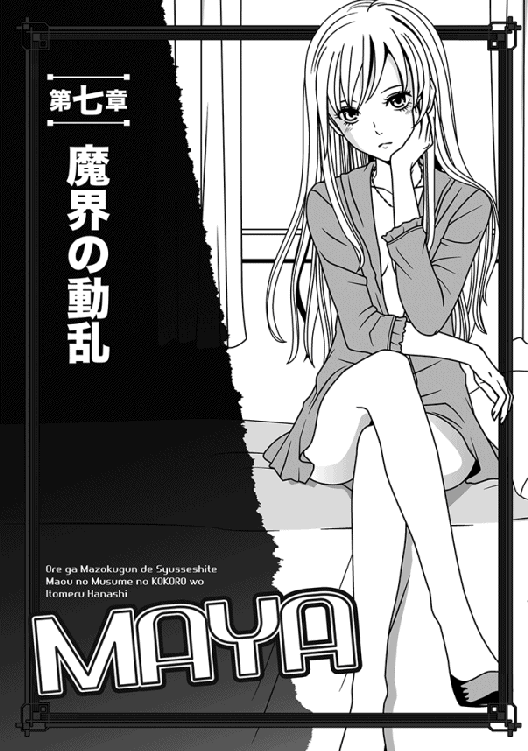 第七章
魔界の動乱
Ore ga Mazokugun de Syusseshite
Maou no Musume no KOKORO wo
Itomeru Hanashi
MAYA